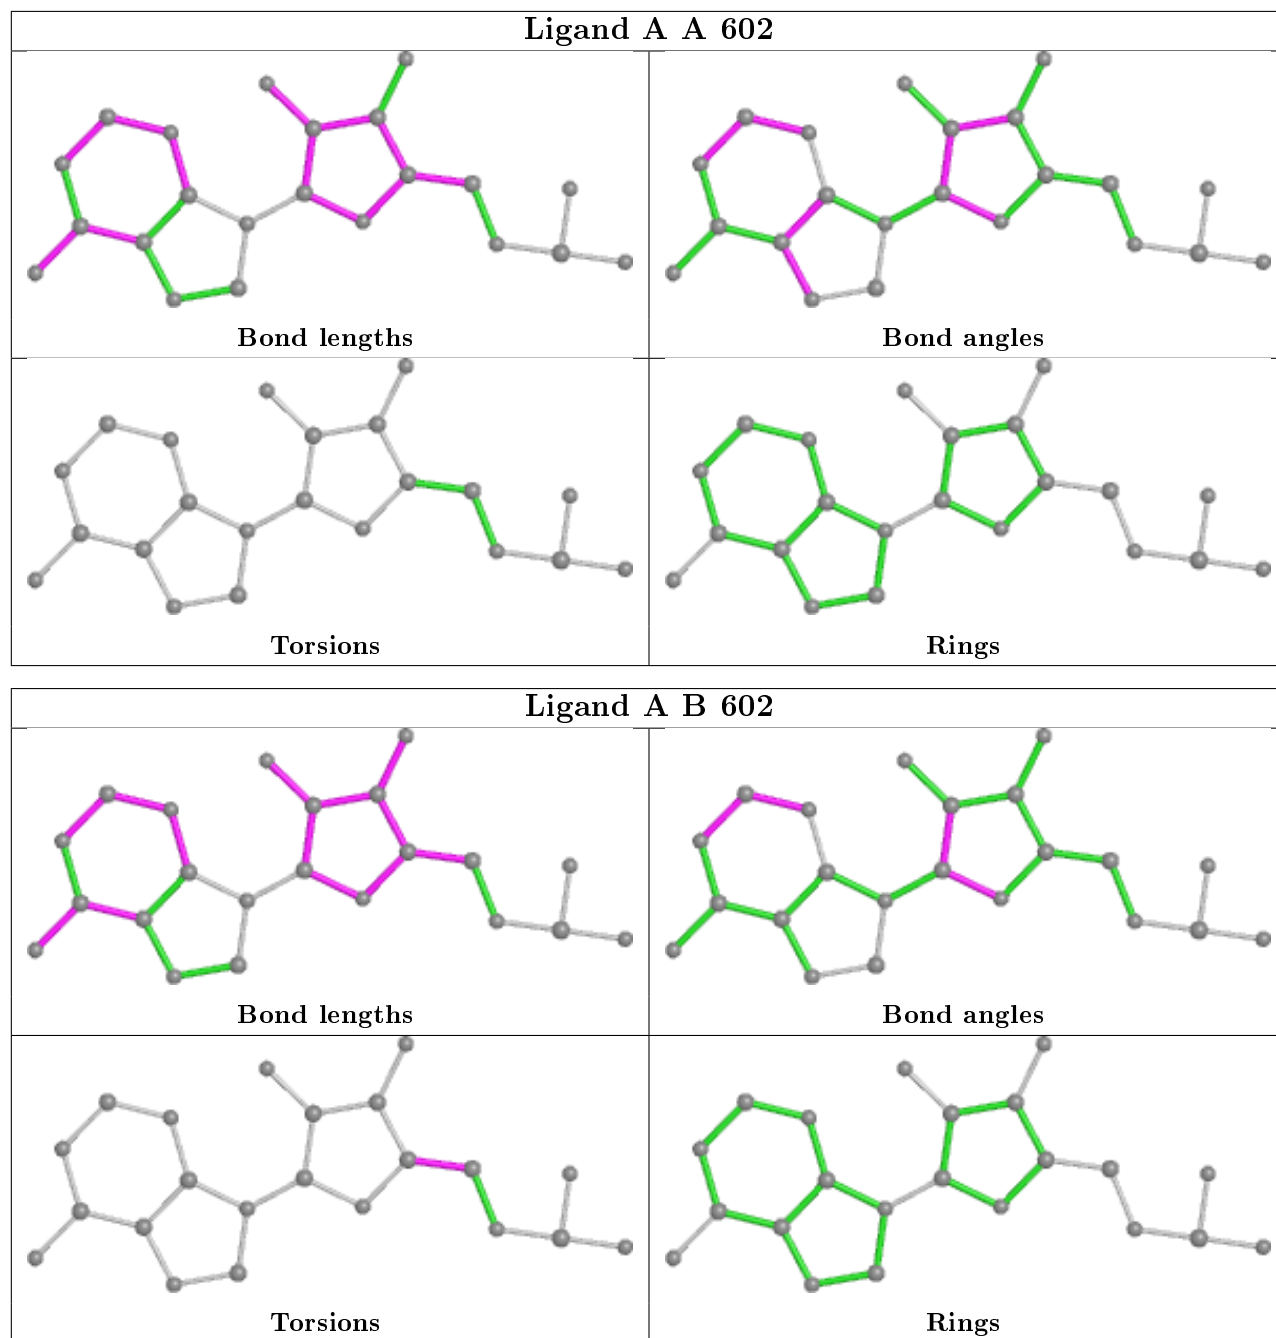 Ligand A A 602
Bond lengths
Bond angles
Torsions
Rings
Ligand A B 602
Bond lengths
Bond angles
Torsions
Rings